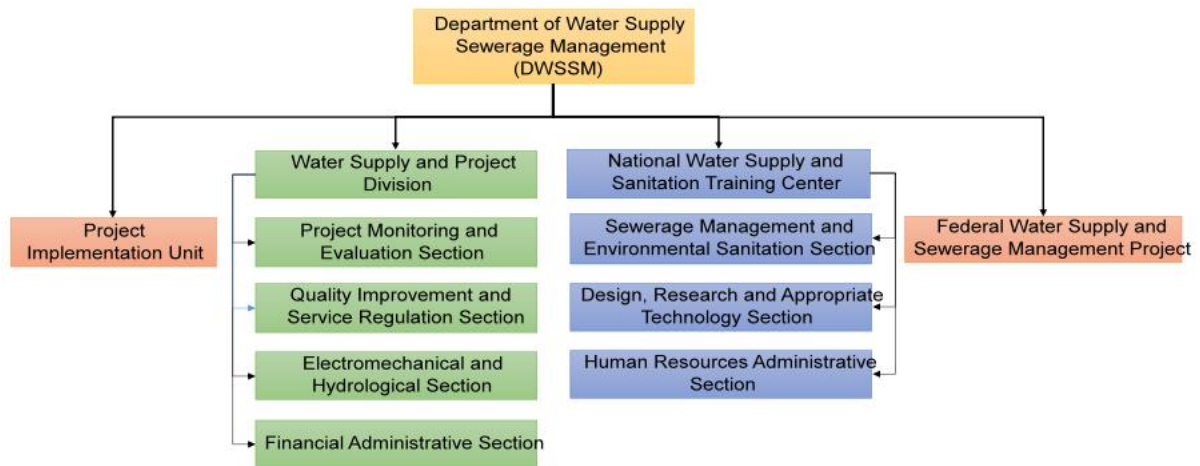 Department of Water Supply
Sewerage Management
(DWSSM)
Project
Implementation Unit
Water Supply and Project
Division
Project Monitoring and
Evaluation Section
Quality Improvement and
Service Regulation Section
Electromechanical and
Hydrological Section
Financial Administrative Section
National Water Supply and
Sanitation Training Center
Sewerage Management and
Environmental Sanitation Section
Design, Research and Appropriate
Technology Section
Human Resources Administrative
Section
Federal Water Supply and
Sewerage Management Project